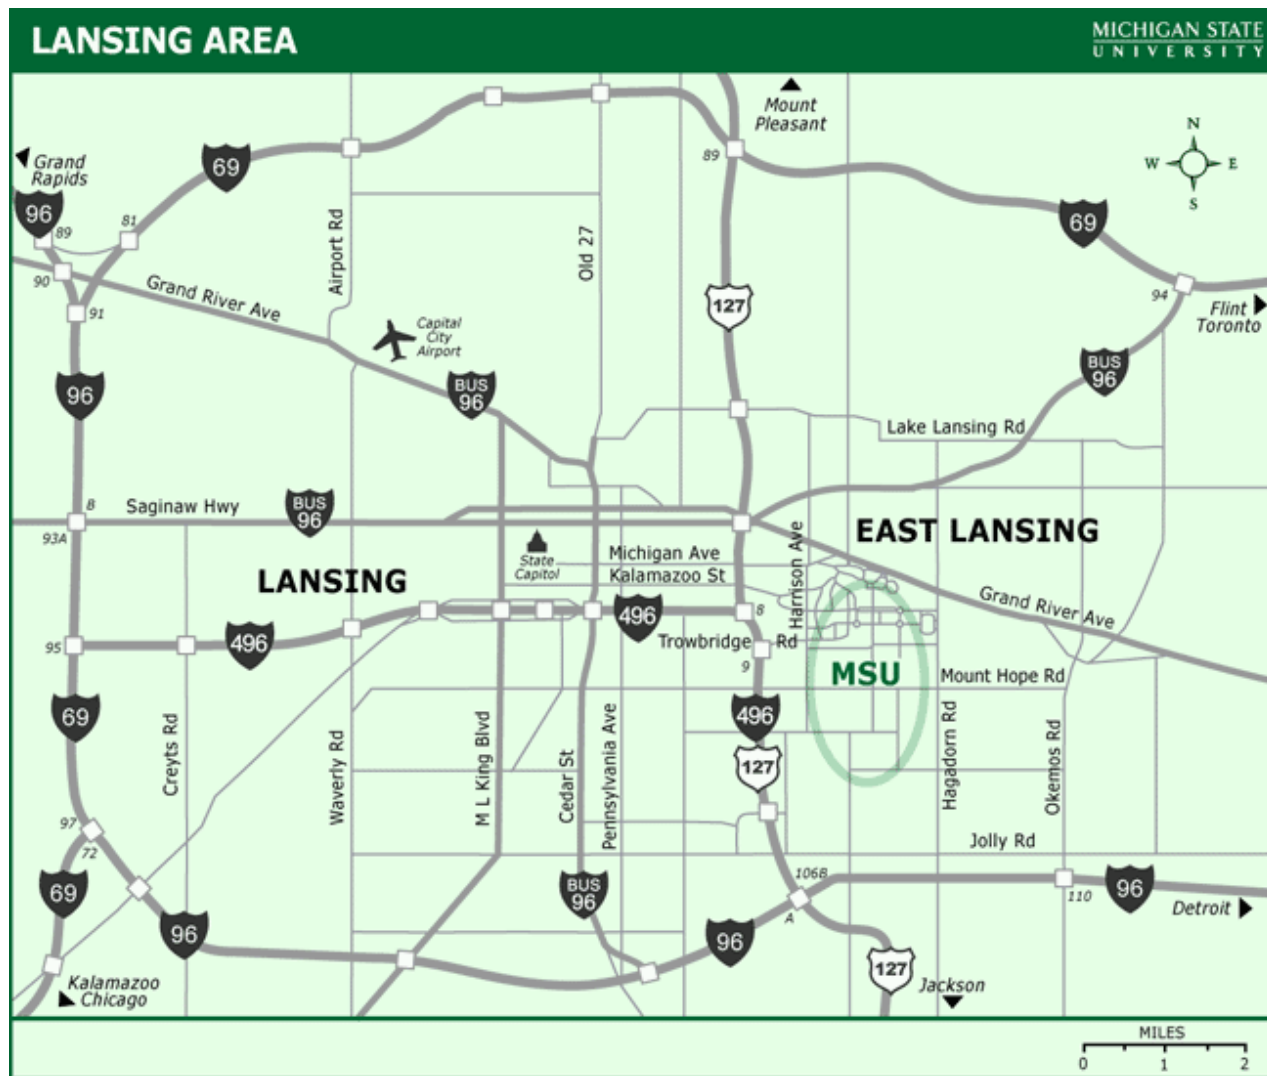 LANSING AREA
MICHIGAN STATE
UNIVERSITY
Mount
Pleasant
N
W
E
S
Grand
Rapids
69
89
96
89
81
69
Airport Rd
Old 27
90
Grand River Ave
91
127
94
Flint
Toronto
Capital
City
Airport
BUS
96
BUS
96
96
Lake Lansing Rd
8
Saginaw Hwy
BUS
96
93A
EAST LANSING
Harrison Ave
State
Capitol
Michigan Ave
Kalamazoo St
LANSING
Grand River Ave
496
8
496
Trowbridge Rd
95
9
MSU
Mount Hope Rd
69
496
Creyts Rd
Waverly Rd
M L King Blvd
Cedar St
Pennsylvania Ave
127
Hagadorn Rd
Okemos Rd
97
72
Jolly Rd
69
BUS
96
106B
A
110
96
Detroit
96
96
127
Kalamazoo
Chicago
Jackson
MILES
0 1 2